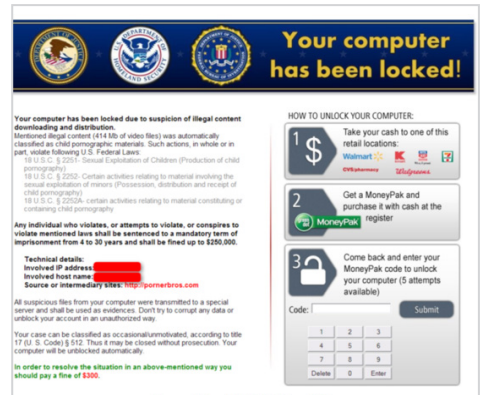 Your computer
has been locked!
Your computer has been locked due to suspicion of illegal content
downloading and distribution.
Mentioned illegal content (414 Mb of video files) was automatically
classified as child pornographic materials. Such actions, in whole or in
part, violate following U.S. Federal Laws:
18 U.S.C. § 2251- Sexual Exploitation of Children (Production of child
pornography)
18 U.S.C. § 2252- Certain activities relating to material involving the
sexual exploitation of minors (Possession, distribution and receipt of
child pornography)
18 U.S.C. § 2252A- certain activities relating to material constituting or
containing child pornography
Any individual who violates, or attempts to violate, or conspires to
violate mentioned laws shall be sentenced to a mandatory term of
imprisonment from 4 to 30 years and shall be fined up to $250,000.
Technical details:
Involved IP address:
Involved host name:
Source or intermediary sites: http://pornerbros.com
All suspicious files from your computer were transmitted to a special
server and shall be used as evidences. Don't try to corrupt any data or
unblock your account in an unauthorized way.
Your case can be classified as occasional/unmotivated, according to title
17 (U. S. Code) § 512. Thus it may be closed without prosecution. Your
computer will be unblocked automatically.
In order to resolve the situation in an above-mentioned way you
should pay a fine of $300.
HOW TO UNLOCK YOUR COMPUTER:
1
$
Take your cash to one of this
retail locations:
Walmart
K
7
CVS/pharmacy
Walgreens
2
MoneyPak
Get a MoneyPak and
purchase it with cash at the
register
3
Come back and enter your
MoneyPak code to unlock
your computer (5 attempts
available)
Code:
Submit
1 2 3
4 5 6
7 8 9
Delete 0 Enter